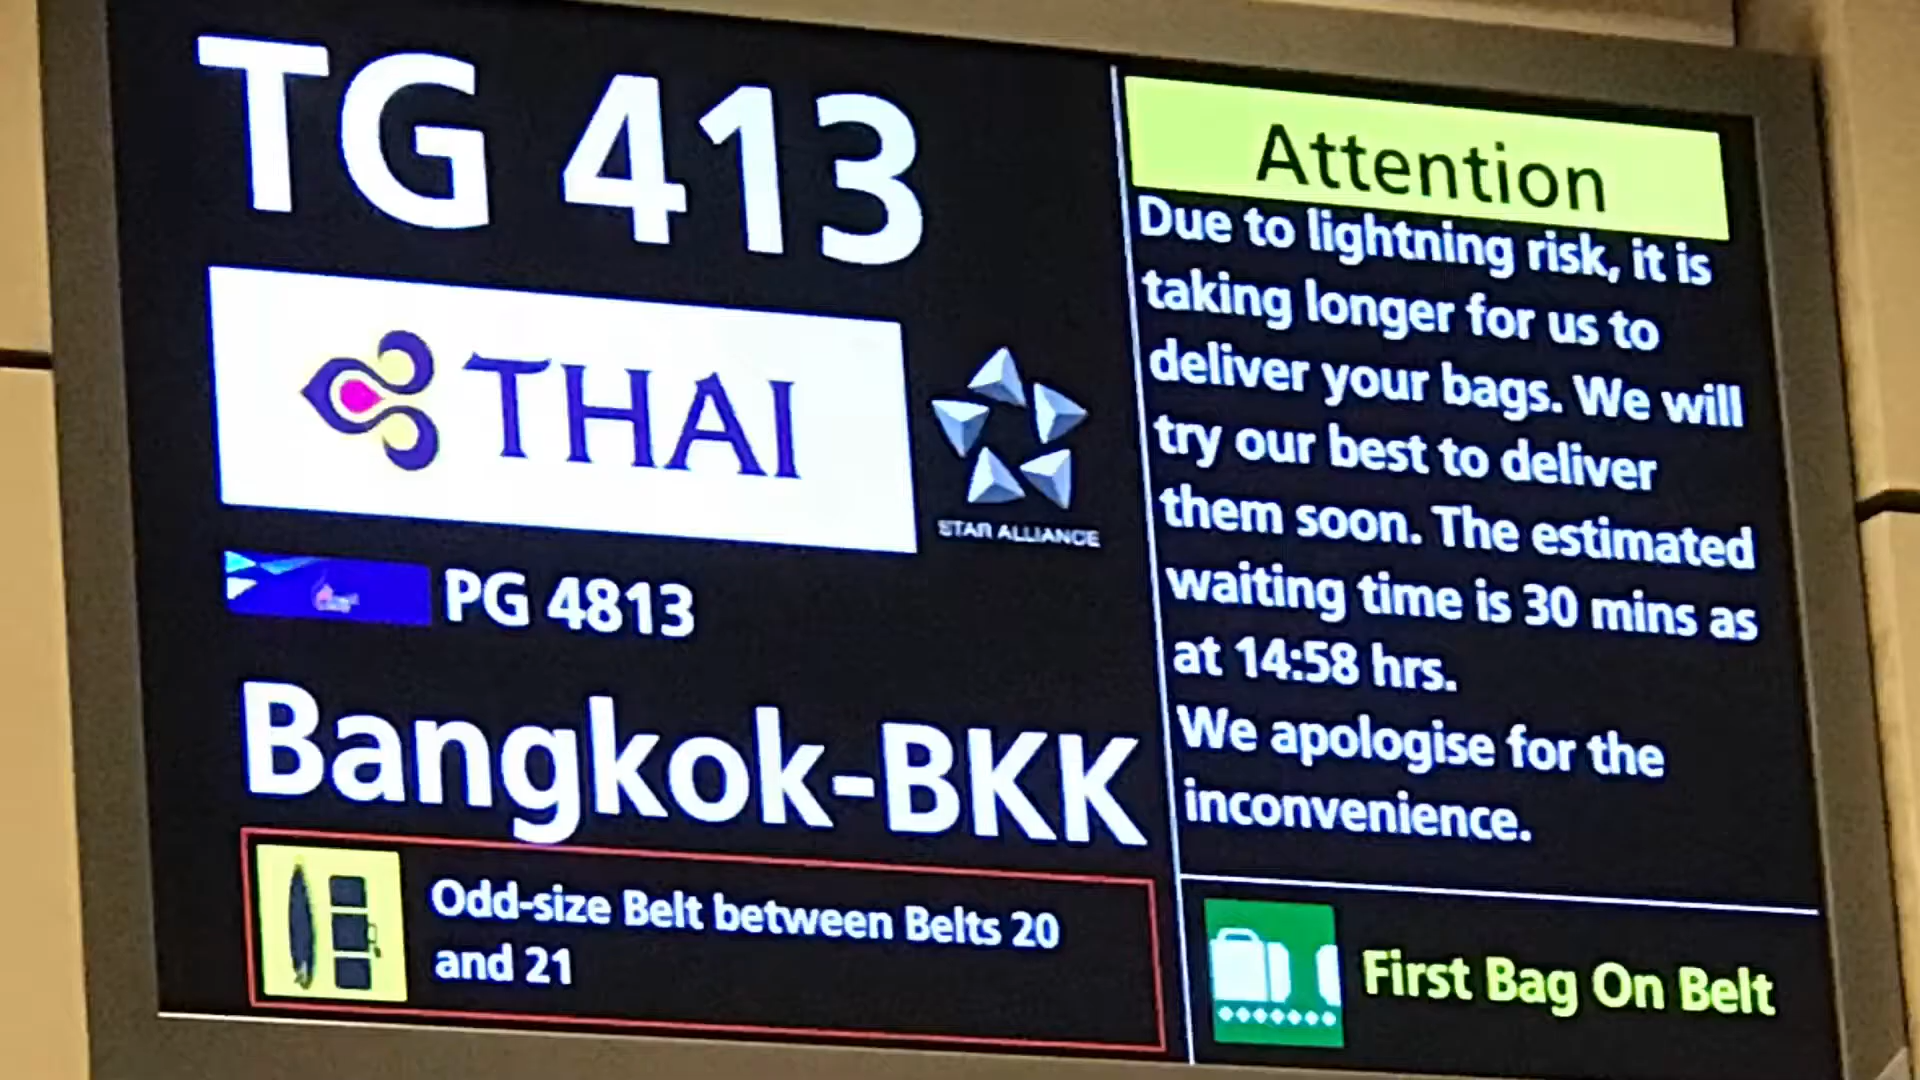 TG 413
THAI
STAR ALLIANCE
PG 4813
Bangkok-BKK
Odd-size Belt between Belts 20
and 21
Attention
Due to lightning risk, it is
taking longer for us to
deliver your bags. We will
try our best to deliver
them soon. The estimated
waiting time is 30 mins as
at 14:58 hrs.
We apologise for the
inconvenience.
First Bag On Belt